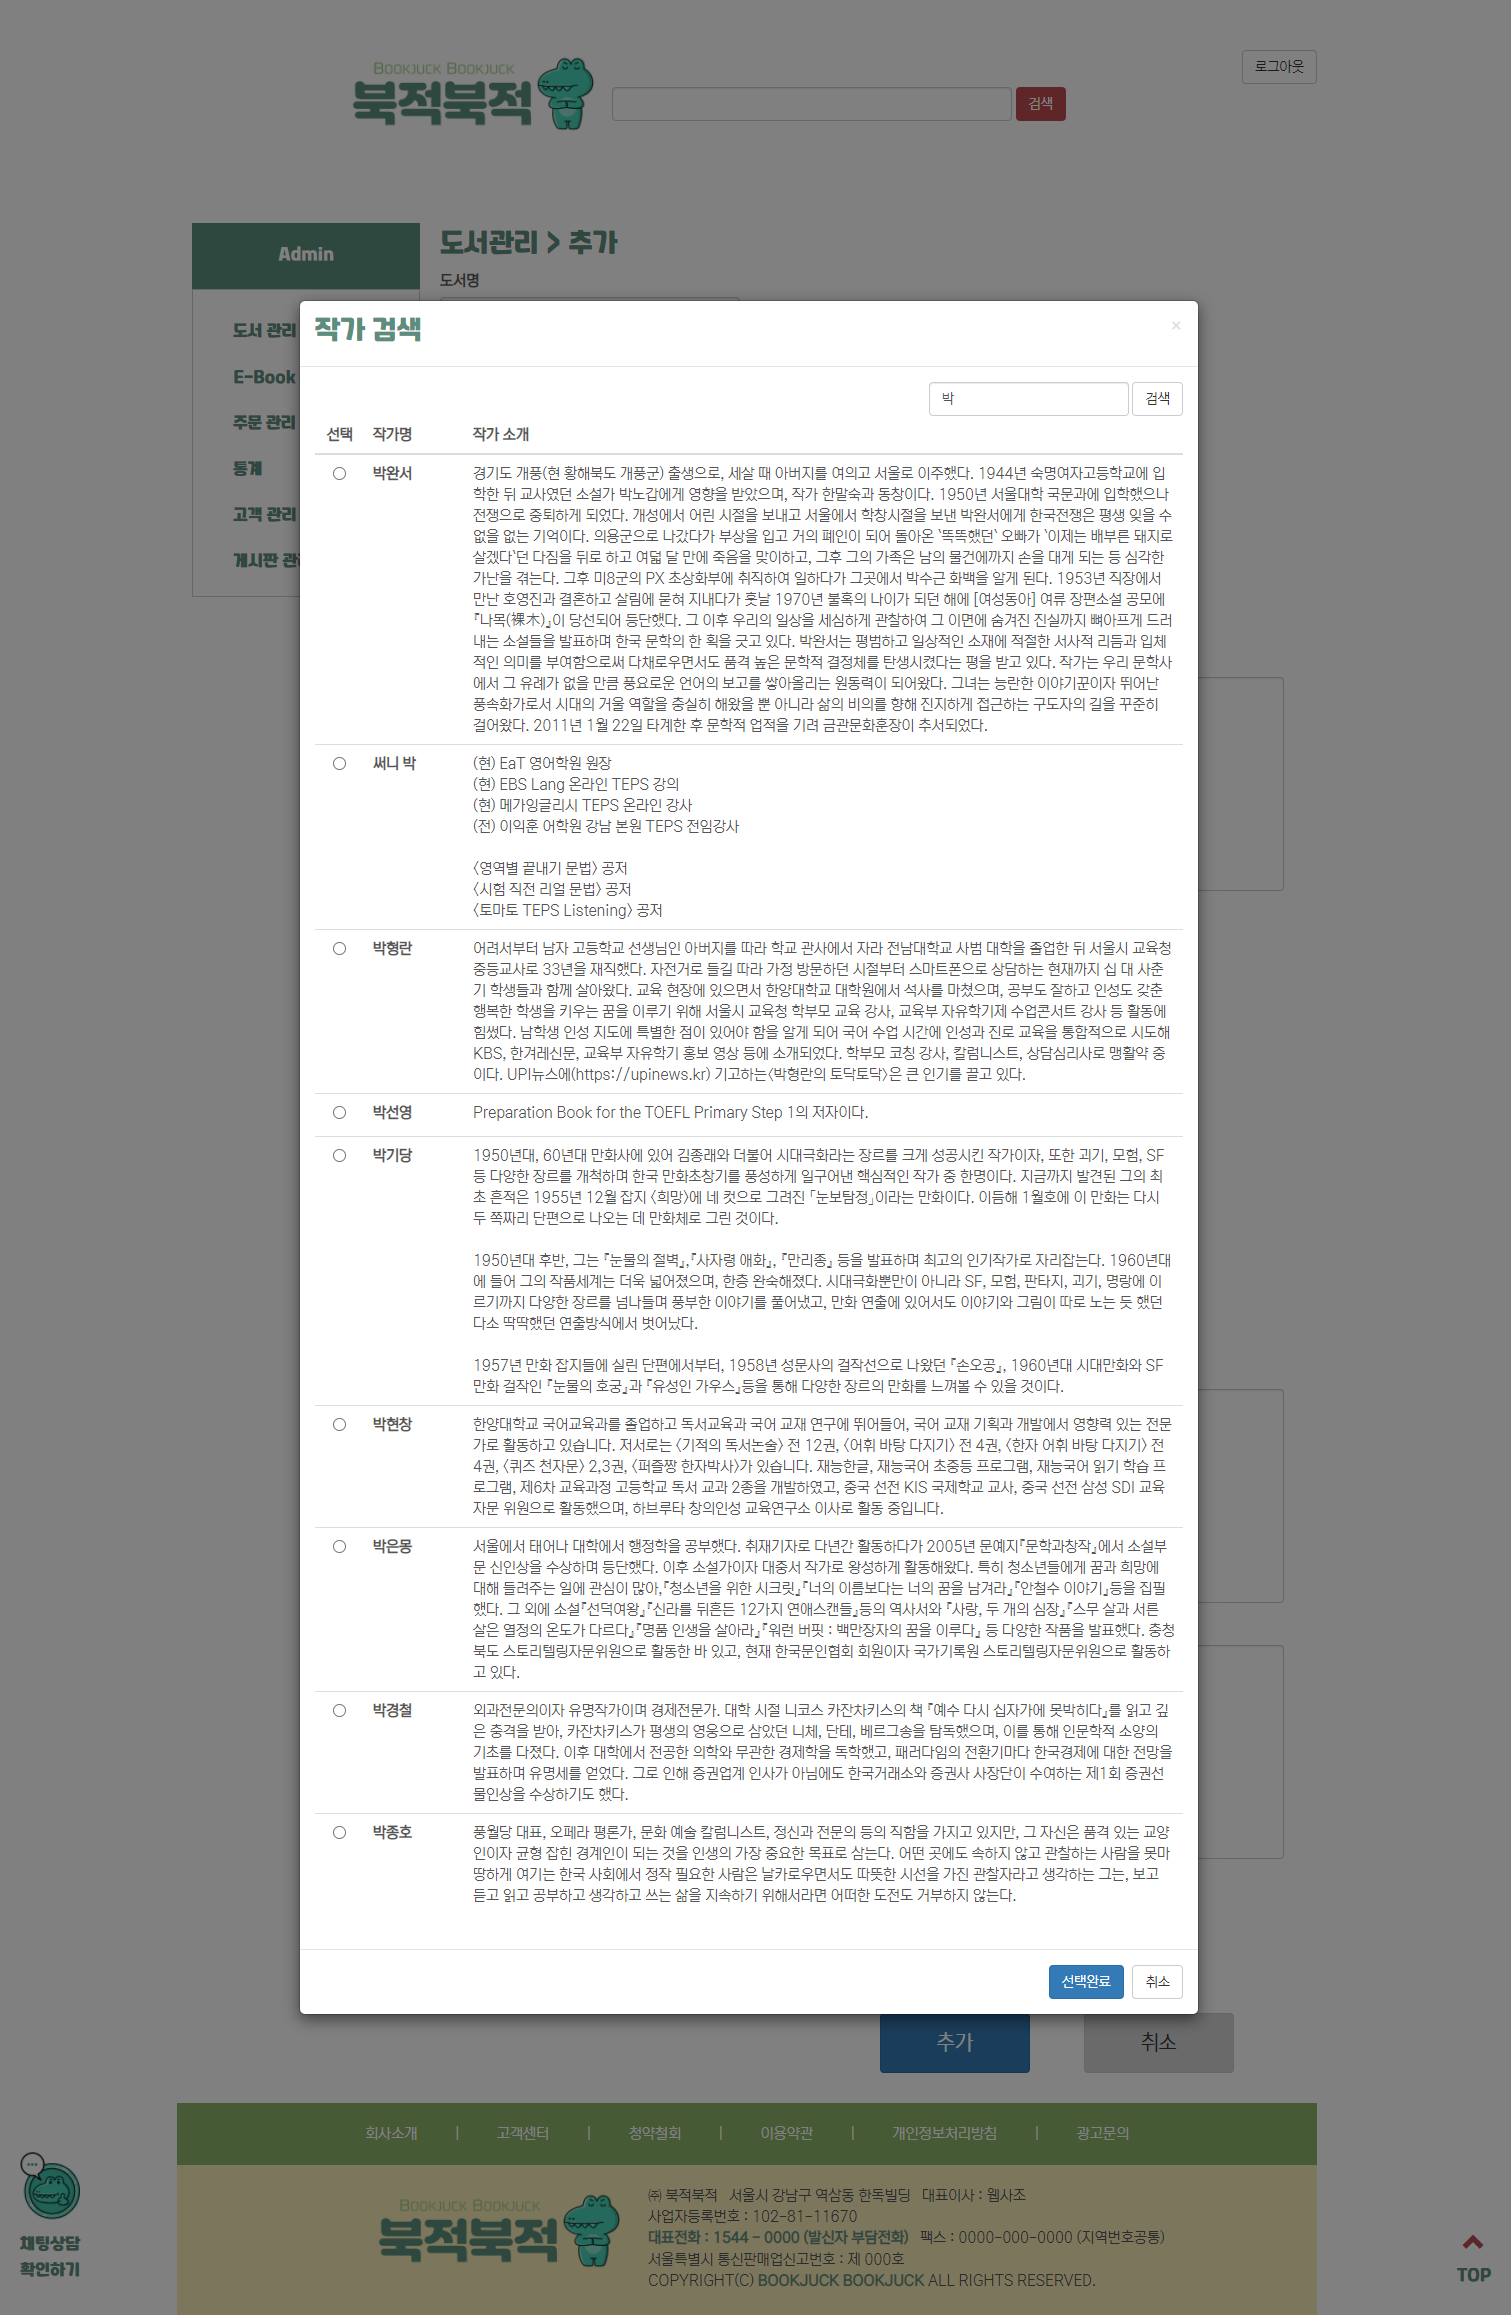 로그아웃
BOOKJUCK BOOKJUCK
북적북적
검색
Admin
도서관리 > 추가
도서명
도서 관리
E-Book
주문 관리
통계
고객 관리
게시판 관
작가 검색
×
박
검색
선택 작가명 작가 소개
박완서
경기도 개풍(현 황해북도 개풍군) 출생으로, 세살 때 아버지를 여의고 서울로 이주했다. 1944년 숙명여자고등학교에 입
학한 뒤 교사였던 소설가 박노갑에게 영향을 받았으며, 작가 한말숙과 동창이다. 1950년 서울대학 국문과에 입학했으나
전쟁으로 중퇴하게 되었다. 개성에서 어린 시절을 보내고 서울에서 학창시절을 보낸 박완서에게 한국전쟁은 평생 잊을 수
없을 없는 기억이다. 의용군으로 나갔다가 부상을 입고 거의 폐인이 되어 돌아온 `똑똑했던` 오빠가 `이제는 배부른 돼지로
살겠다`던 다짐을 뒤로 하고 여덟 달 만에 죽음을 맞이하고, 그후 그의 가족은 남의 물건에까지 손을 대게 되는 등 심각한
가난을 겪는다. 그후 미8군의 PX 초상화부에 취직하여 일하다가 그곳에서 박수근 화백을 알게 된다. 1953년 직장에서
만난 호영진과 결혼하고 살림에 묻혀 지내다가 훗날 1970년 불혹의 나이가 되던 해에 [여성동아] 여류 장편소설 공모에
『나목(裸木)』이 당선되어 등단했다. 그 이후 우리의 일상을 세심하게 관찰하여 그 이면에 숨겨진 진실까지 뼈아프게 드러
내는 소설들을 발표하며 한국 문학의 한 획을 긋고 있다. 박완서는 평범하고 일상적인 소재에 적절한 서사적 리듬과 입체
적인 의미를 부여함으로써 다채로우면서도 품격 높은 문학적 결정체를 탄생시켰다는 평을 받고 있다. 작가는 우리 문학사
에서 그 유례가 없을 만큼 풍요로운 언어의 보고를 쌓아올리는 원동력이 되어왔다. 그녀는 능란한 이야기꾼이자 뛰어난
풍속화가로서 시대의 거울 역할을 충실히 해왔을 뿐 아니라 삶의 비의를 향해 진지하게 접근하는 구도자의 길을 꾸준히
걸어왔다. 2011년 1월 22일 타계한 후 문학적 업적을 기려 금관문화훈장이 추서되었다.
써니 박
(현) EaT 영어학원 원장
(현) EBS Lang 온라인 TEPS 강의
(현) 메가잉글리시 TEPS 온라인 강사
(전) 이익훈 어학원 강남 본원 TEPS 전임강사
〈영역별 끝내기 문법〉 공저
〈시험 직전 리얼 문법〉 공저
〈토마토 TEPS Listening〉 공저
박형란
어려서부터 남자 고등학교 선생님인 아버지를 따라 학교 관사에서 자라 전남대학교 사범 대학을 졸업한 뒤 서울시 교육청
중등교사로 33년을 재직했다. 자전거로 들길 따라 가정 방문하던 시절부터 스마트폰으로 상담하는 현재까지 십 대 사춘
기 학생들과 함께 살아왔다. 교육 현장에 있으면서 한양대학교 대학원에서 석사를 마쳤으며, 공부도 잘하고 인성도 갖춘
행복한 학생을 키우는 꿈을 이루기 위해 서울시 교육청 학부모 교육 강사, 교육부 자유학기제 수업콘서트 강사 등 활동에
힘썼다. 남학생 인성 지도에 특별한 점이 있어야 함을 알게 되어 국어 수업 시간에 인성과 진로 교육을 통합적으로 시도해
KBS, 한겨레신문, 교육부 자유학기 홍보 영상 등에 소개되었다. 학부모 코칭 강사, 칼럼니스트, 상담심리사로 맹활약 중
이다. UPI뉴스에(https://upinews.kr) 기고하는〈박형란의 토닥토닥〉은 큰 인기를 끌고 있다.
박선영
Preparation Book for the TOEFL Primary Step 1의 저자이다.
박기당
1950년대, 60년대 만화사에 있어 김종래와 더불어 시대극화라는 장르를 크게 성공시킨 작가이자, 또한 괴기, 모험, SF
등 다양한 장르를 개척하며 한국 만화초창기를 풍성하게 일구어낸 핵심적인 작가 중 한명이다. 지금까지 발견된 그의 최
초 흔적은 1955년 12월 잡지 〈희망〉에 네 컷으로 그려진 「눈보탐정」이라는 만화이다. 이듬해 1월호에 이 만화는 다시
두 쪽짜리 단편으로 나오는 데 만화체로 그린 것이다.
1950년대 후반, 그는 『눈물의 절벽』,『사자령 애화』, 『만리종』 등을 발표하며 최고의 인기작가로 자리잡는다. 1960년대
에 들어 그의 작품세계는 더욱 넓어졌으며, 한층 완숙해졌다. 시대극화뿐만이 아니라 SF, 모험, 판타지, 괴기, 명랑에 이
르기까지 다양한 장르를 넘나들며 풍부한 이야기를 풀어냈고, 만화 연출에 있어서도 이야기와 그림이 따로 노는 듯 했던
다소 딱딱했던 연출방식에서 벗어났다.
1957년 만화 잡지들에 실린 단편에서부터, 1958년 성문사의 걸작선으로 나왔던 『손오공』, 1960년대 시대만화와 SF
만화 걸작인 『눈물의 호궁』과 『유성인 가우스』등을 통해 다양한 장르의 만화를 느껴볼 수 있을 것이다.
박현창
한양대학교 국어교육과를 졸업하고 독서교육과 국어 교재 연구에 뛰어들어, 국어 교재 기획과 개발에서 영향력 있는 전문
가로 활동하고 있습니다. 저서로는 〈기적의 독서논술〉 전 12권, 〈어휘 바탕 다지기〉 전 4권, 〈한자 어휘 바탕 다지기〉 전
4권, 〈퀴즈 천자문〉 2,3권, 〈퍼즐짱 한자박사〉가 있습니다. 재능한글, 재능국어 초중등 프로그램, 재능국어 읽기 학습 프
로그램, 제6차 교육과정 고등학교 독서 교과 2종을 개발하였고, 중국 선전 KIS 국제학교 교사, 중국 선전 삼성 SDI 교육
자문 위원으로 활동했으며, 하브루타 창의인성 교육연구소 이사로 활동 중입니다.
박은몽
서울에서 태어나 대학에서 행정학을 공부했다. 취재기자로 다년간 활동하다가 2005년 문예지『문학과창작』에서 소설부
문 신인상을 수상하며 등단했다. 이후 소설가이자 대중서 작가로 왕성하게 활동해왔다. 특히 청소년들에게 꿈과 희망에
대해 들려주는 일에 관심이 많아,『청소년을 위한 시크릿』『너의 이름보다는 너의 꿈을 남겨라』『안철수 이야기』등을 집필
했다. 그 외에 소설『선덕여왕』『신라를 뒤흔든 12가지 연애스캔들』등의 역사서와 『사랑, 두 개의 심장』『스무 살과 서른
살은 열정의 온도가 다르다』『명품 인생을 살아라』『워런 버핏 : 백만장자의 꿈을 이루다』 등 다양한 작품을 발표했다. 충청
북도 스토리텔링자문위원으로 활동한 바 있고, 현재 한국문인협회 회원이자 국가기록원 스토리텔링자문위원으로 활동하
고 있다.
박경철
외과전문의이자 유명작가이며 경제전문가. 대학 시절 니코스 카잔차키스의 책 『예수 다시 십자가에 못박히다』를 읽고 깊
은 충격을 받아, 카잔차키스가 평생의 영웅으로 삼았던 니체, 단테, 베르그송을 탐독했으며, 이를 통해 인문학적 소양의
기초를 다졌다. 이후 대학에서 전공한 의학과 무관한 경제학을 독학했고, 패러다임의 전환기마다 한국경제에 대한 전망을
발표하며 유명세를 얻었다. 그로 인해 증권업계 인사가 아님에도 한국거래소와 증권사 사장단이 수여하는 제1회 증권선
물인상을 수상하기도 했다.
박종호
풍월당 대표, 오페라 평론가, 문화 예술 칼럼니스트, 정신과 전문의 등의 직함을 가지고 있지만, 그 자신은 품격 있는 교양
인이자 균형 잡힌 경계인이 되는 것을 인생의 가장 중요한 목표로 삼는다. 어떤 곳에도 속하지 않고 관찰하는 사람을 못마
땅하게 여기는 한국 사회에서 정작 필요한 사람은 날카로우면서도 따뜻한 시선을 가진 관찰자라고 생각하는 그는, 보고
듣고 읽고 공부하고 생각하고 쓰는 삶을 지속하기 위해서라면 어떠한 도전도 거부하지 않는다.
선택완료 취소
추가 취소
회사소개 | 고객센터 | 청약철회 | 이용약관 | 개인정보처리방침 | 광고문의
BOOKJUCK BOOKJUCK
북적북적
㈜ 북적북적 서울시 강남구 역삼동 한독빌딩 대표이사 : 웹사조
사업자등록번호 : 102-81-11670
대표전화 : 1544 - 0000 (발신자 부담전화) 팩스 : 0000-000-0000 (지역번호공통)
서울특별시 통신판매업신고번호 : 제 000호
COPYRIGHT(C) BOOKJUCK BOOKJUCK ALL RIGHTS RESERVED.
채팅상담
확인하기
TOP